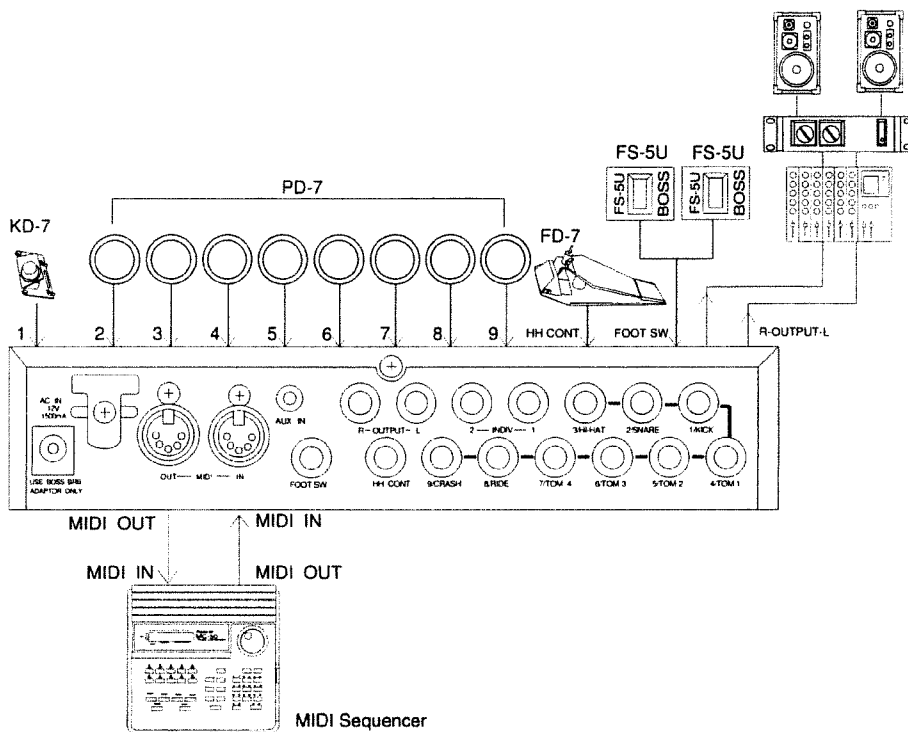 FS-5U FS-5U
FS-5U BOSS FS-5U BOSS
PD-7
KD-7
FD-7
1 2 3 4 5 6 7 8 9 HH CONT FOOT SW R-OUTPUT-L
AC IN
12V
1500mA
AUX IN
R- OUTPUT- L
2 -- INDIV -- 1
3/HI-HAT
2/SNARE
1/KICK
USE BOSS BRB
ADAPTOR ONLY
OUT -- MIDI -- IN
FOOT SW
HH CONT
9/CRASH
8/RIDE
7/TOM 4
6/TOM 3
5/TOM 2
4/TOM 1
MIDI OUT MIDI IN
MIDI IN MIDI OUT
MIDI Sequencer